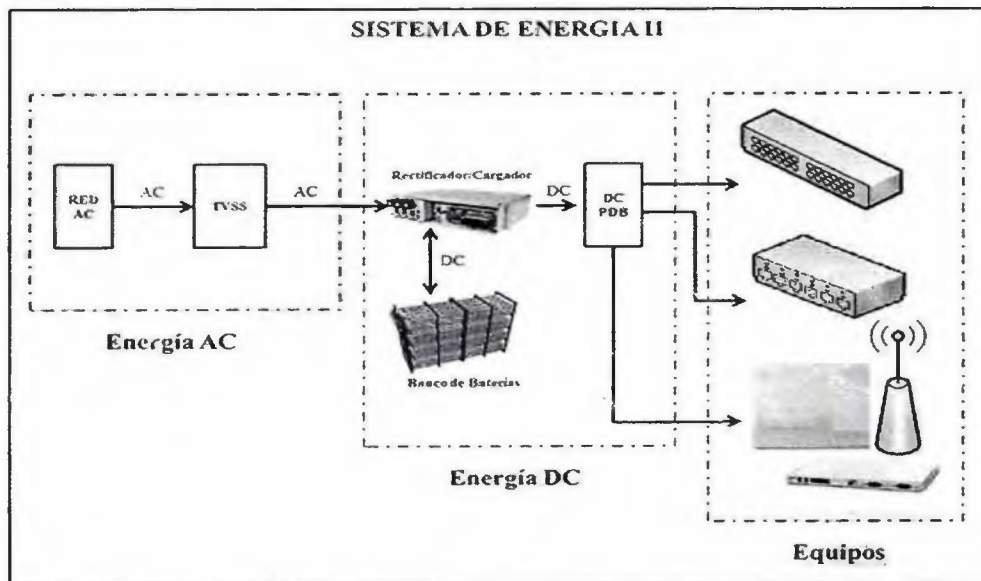 SISTEMA DE ENERGIA II
RED
AC
AC
TVSS
AC
Rectificador/Cargador
DC
DC
PDB
DC
Banco de Baterías
Energía AC
Energía DC
Equipos